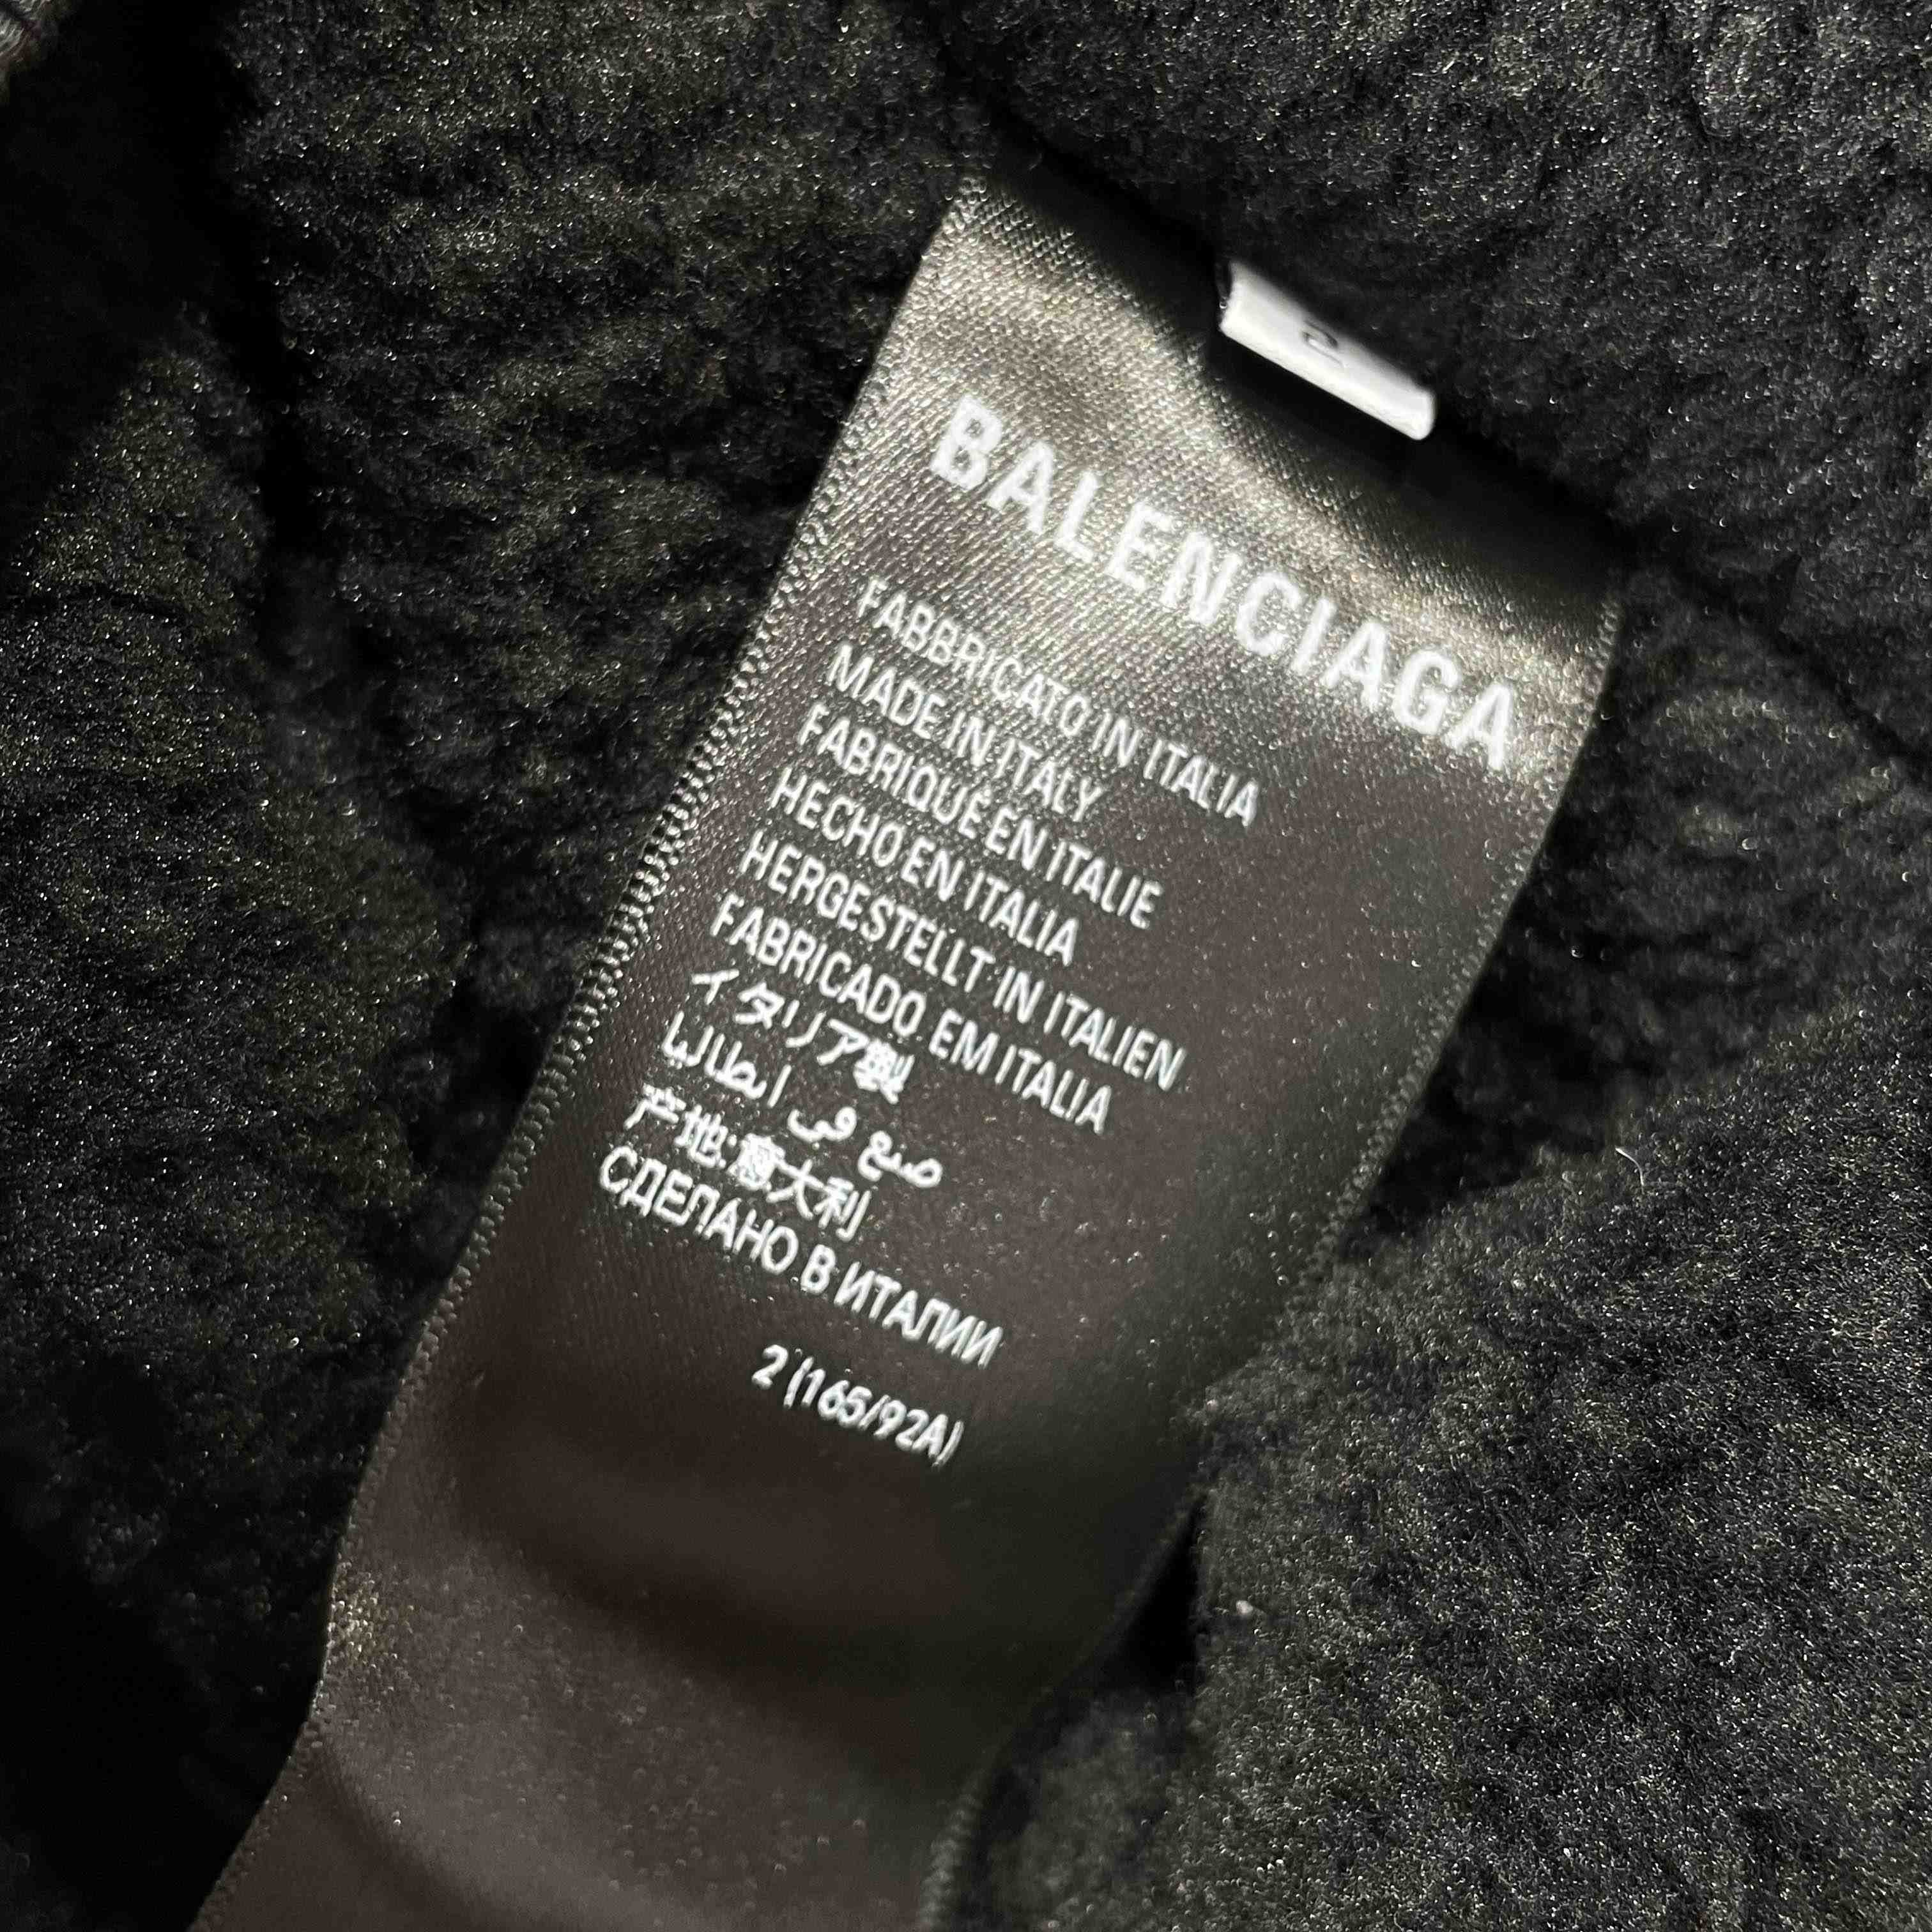 2
BALENCIAGA
FABBRICATO IN ITALIA
MADE IN ITALY
FABRIQUÉ EN ITALIE
HECHO EN ITALIA
HERGESTELLT IN ITALIEN
FABRICADO EM ITALIA
イタリア製
صنع في ايطاليا
产地:意大利
СДЕЛАНО В ИТАЛИИ
2 (165/92A)